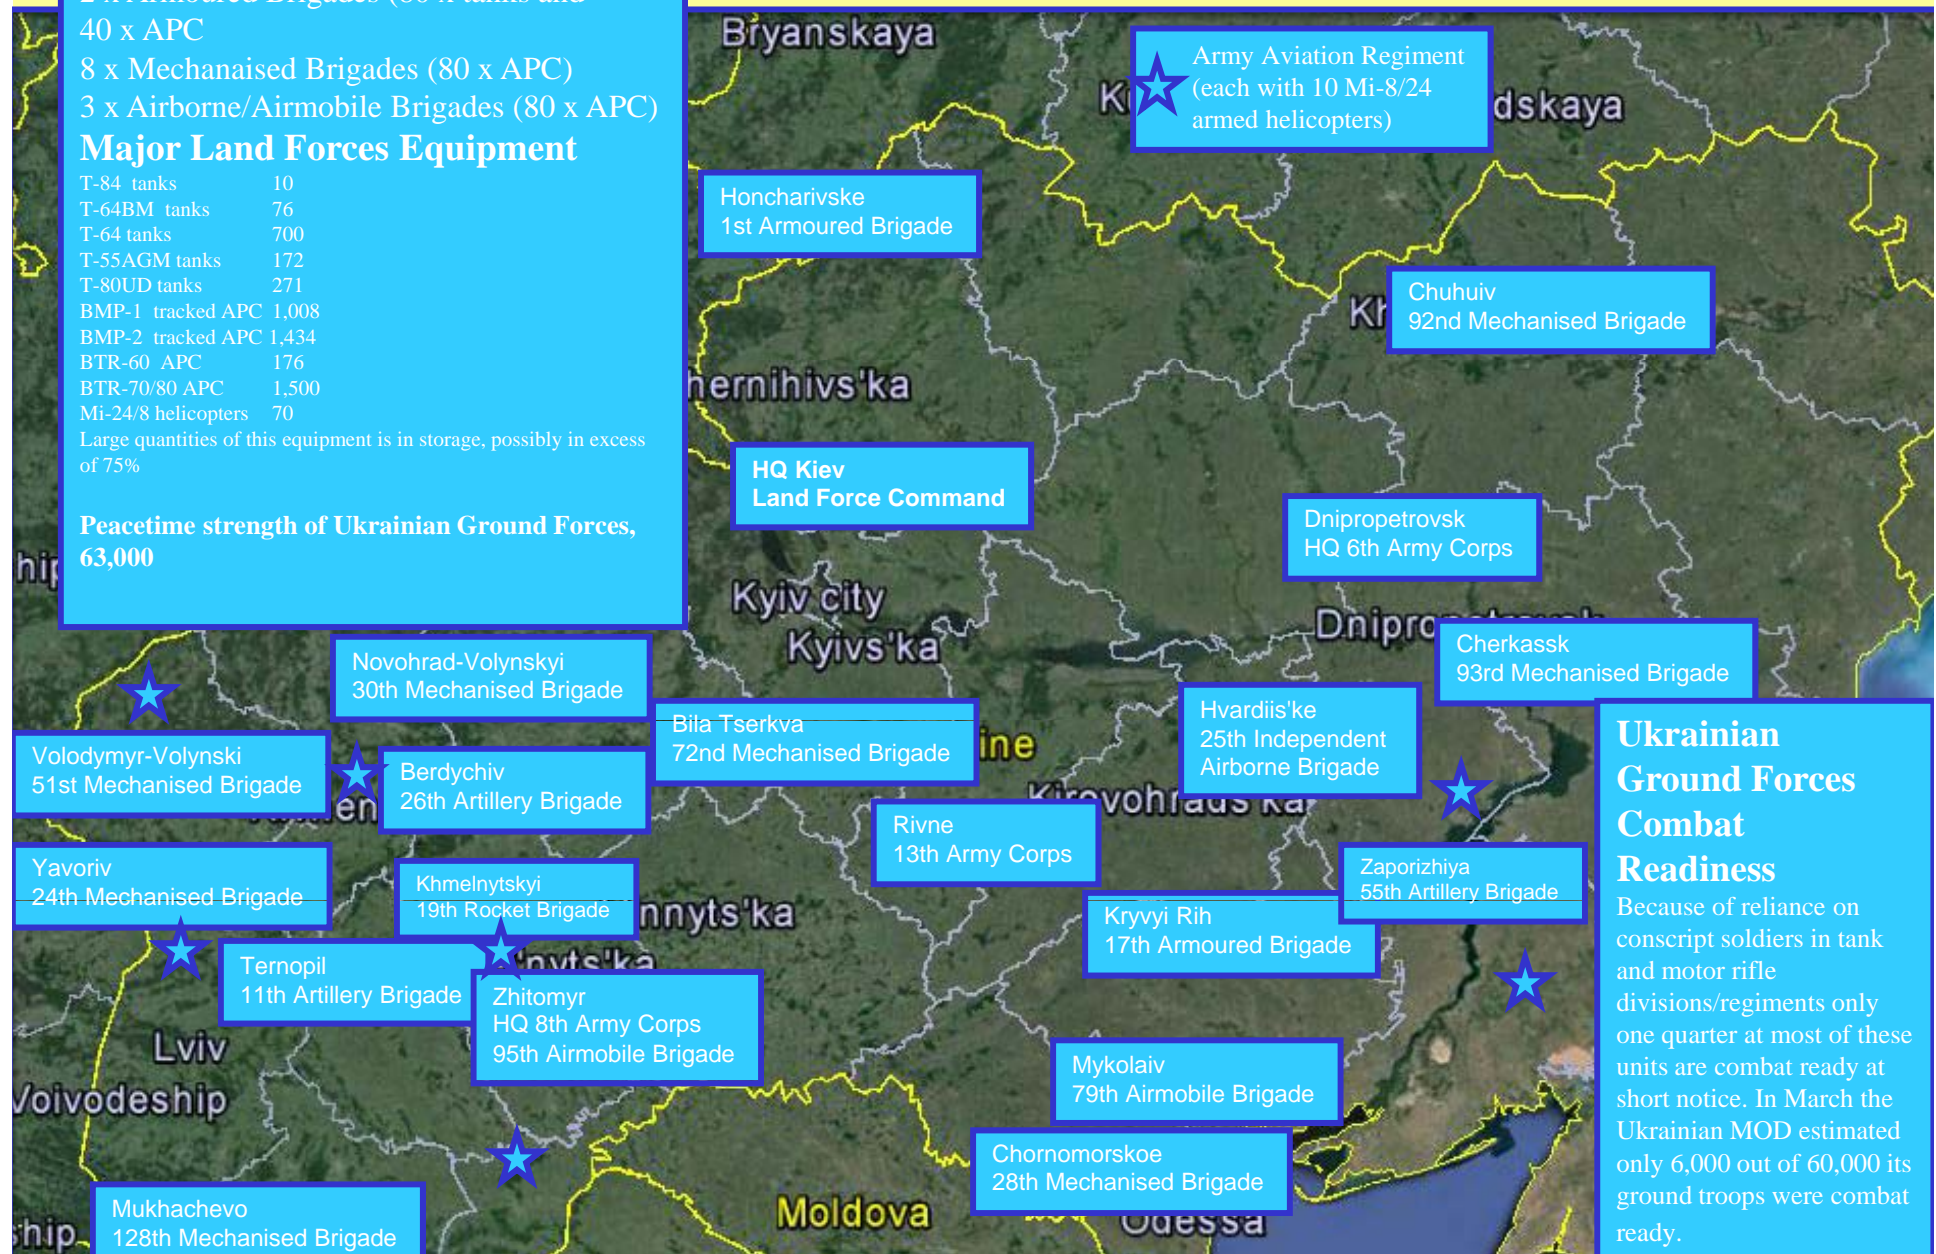 40 x APC
8 x Mechanaised Brigades (80 x APC)
3 x Airborne/Airmobile Brigades (80 x APC)
Major Land Forces Equipment
T-84 tanks 10
T-64BM tanks 76
T-64 tanks 700
T-55AGM tanks 172
T-80UD tanks 271
BMP-1 tracked APC 1,008
BMP-2 tracked APC 1,434
BTR-60 APC 176
BTR-70/80 APC 1,500
Mi-24/8 helicopters 70
Large quantities of this equipment is in storage, possibly in excess
of 75%
Peacetime strength of Ukrainian Ground Forces,
63,000
Bryanskaya
Army Aviation Regiment
(each with 10 Mi-8/24
armed helicopters)
K
dskaya
Honcharivske
1st Armoured Brigade
Chuhuiv
92nd Mechanised Brigade
Kh
hernihivs'ka
HQ Kiev
Land Force Command
Dnipropetrovsk
HQ 6th Army Corps
hip
Kyiv city
Kyivs'ka
Cherkassk
93rd Mechanised Brigade
Novohrad-Volynskyi
30th Mechanised Brigade
Bila Tserkva
72nd Mechanised Brigade
ine
Hvardiis'ke
25th Independent
Airborne Brigade
Volodymyr-Volynski
51st Mechanised Brigade
Berdychiv
26th Artillery Brigade
Kirovohrads'ka
Rivne
13th Army Corps
Zaporizhiya
55th Artillery Brigade
Yavoriv
24th Mechanised Brigade
Khmelnytskyi
19th Rocket Brigade
nnyts'ka
Kryvyi Rih
17th Armoured Brigade
Ternopil
11th Artillery Brigade
'nyts'ka
Zhitomyr
HQ 8th Army Corps
95th Airmobile Brigade
Lviv
Voivodeship
Mykolaiv
79th Airmobile Brigade
Chornomorskoe
28th Mechanised Brigade
Mukhachevo
128th Mechanised Brigade
ship
Moldova
Odessa
Ukrainian
Ground Forces
Combat
Readiness
Because of reliance on
conscript soldiers in tank
and motor rifle
divisions/regiments only
one quarter at most of these
units are combat ready at
short notice. In March the
Ukrainian MOD estimated
only 6,000 out of 60,000 its
ground troops were combat
ready.